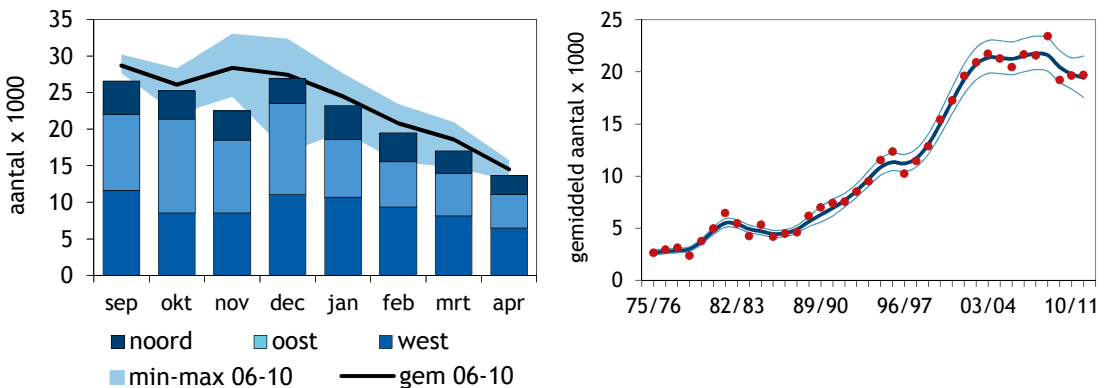 aantal x 1000
35
30
25
20
15
10
5
0
sep okt nov dec jan feb mrt apr
noord oost west
min-max 06-10 gem 06-10
gemiddeld aantal x 1000
25
20
15
10
5
0
75/76 82/83 89/90 96/97 03/04 10/11